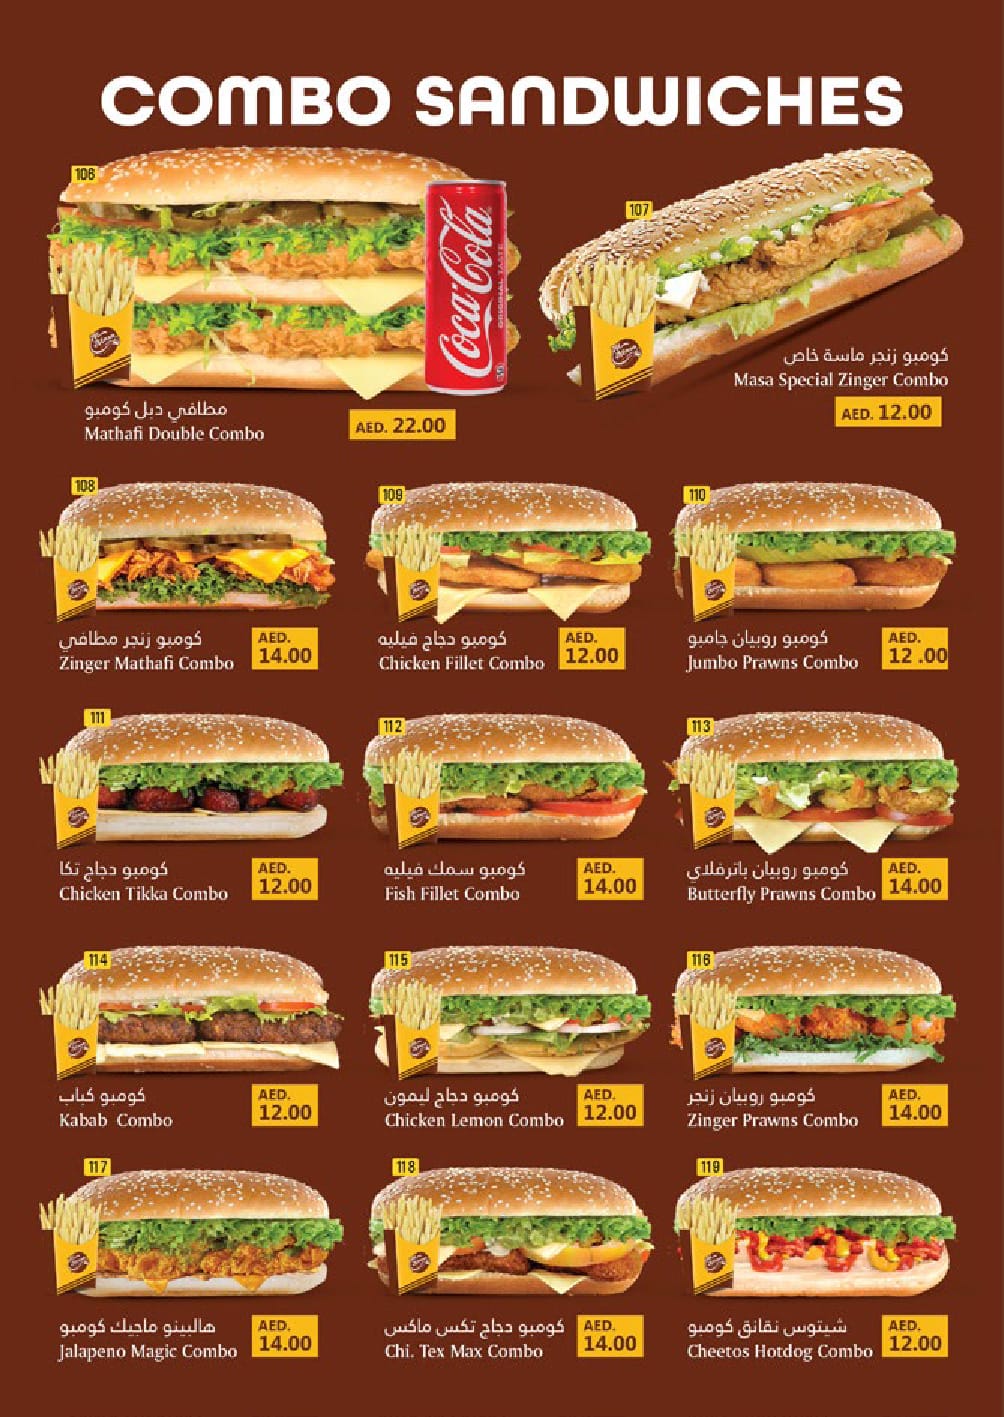 COMBO SANDWICHES
106
Coca-Cola
ORIGINAL TASTE
مطافي دبل كومبو
Mathafi Double Combo
AED. 22.00
107
كومبو زنجر ماسة خاص
Masa Special Zinger Combo
AED. 12.00
108
كومبو زنجر مطافي
Zinger Mathafi Combo
AED.
14.00
109
كومبو دجاج فيليه
Chicken Fillet Combo
AED.
12.00
110
كومبو روبيان جامبو
Jumbo Prawns Combo
AED.
12 .00
111
كومبو دجاج تكا
Chicken Tikka Combo
AED.
12.00
112
كومبو سمك فيليه
Fish Fillet Combo
AED.
14.00
113
كومبو روبيان باترفلاي
Butterfly Prawns Combo
AED.
14.00
114
كومبو كباب
Kabab Combo
AED.
12.00
115
كومبو دجاج ليمون
Chicken Lemon Combo
AED.
12.00
116
كومبو روبيان زنجر
Zinger Prawns Combo
AED.
14.00
117
هالبينو ماجيك كومبو
Jalapeno Magic Combo
AED.
14.00
118
كومبو دجاج تكس ماكس
Chi. Tex Max Combo
AED.
14.00
119
شيتوس نقانق كومبو
Cheetos Hotdog Combo
AED.
12.00